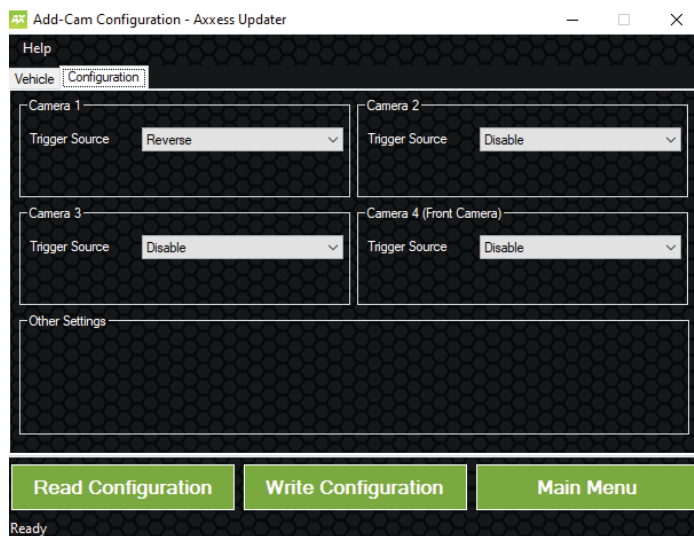 AX Add-Cam Configuration - Axxess Updater
Help
Vehicle Configuration
Camera 1
Trigger Source Reverse
Camera 2
Trigger Source Disable
Camera 3
Trigger Source Disable
Camera 4 (Front Camera)
Trigger Source Disable
Other Settings
Read Configuration Write Configuration Main Menu
Ready